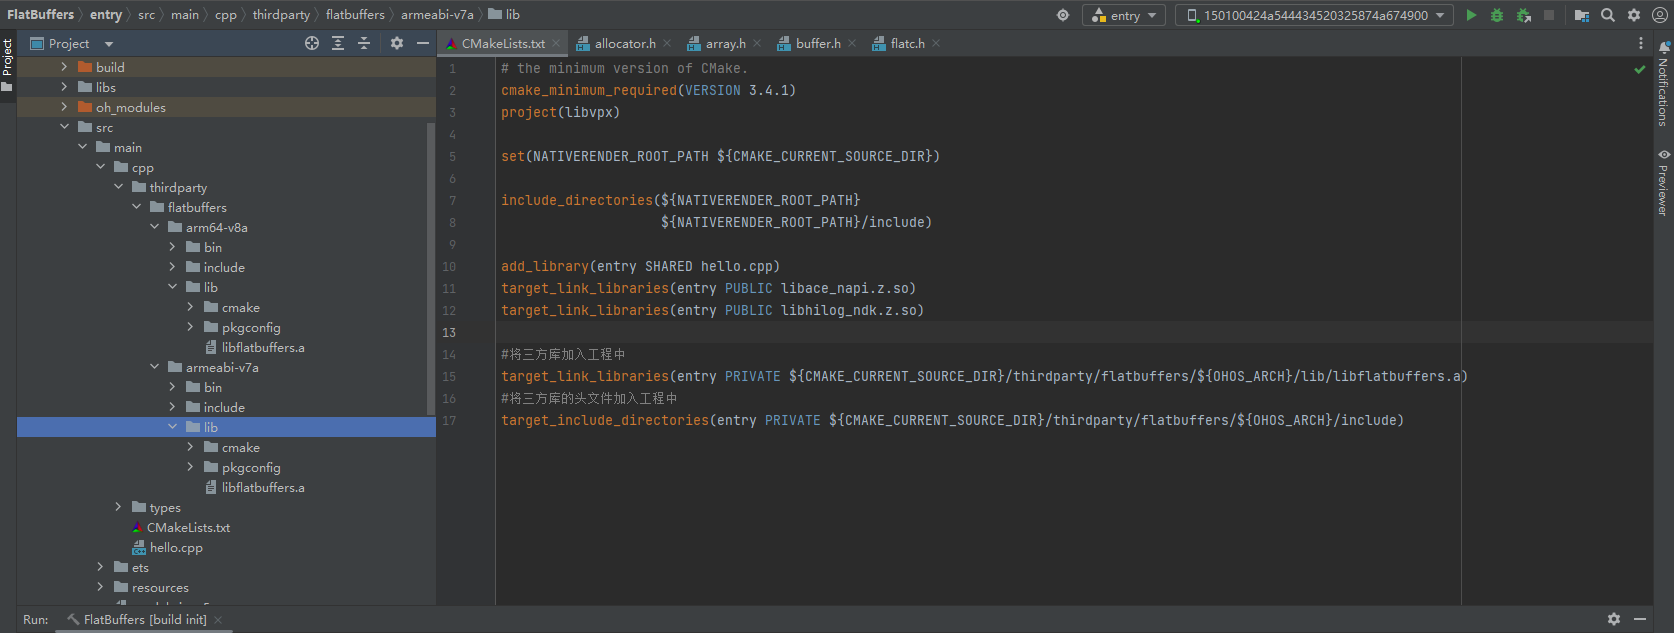 FlatBuffers entry src main cpp thirdparty flatbuffers armeabi-v7a lib entry 150100424a544434520325874a674900
Project
Project
CMakeLists.txt allocator.h array.h buffer.h flatc.h
build
libs
oh_modules
src
main
cpp
thirdparty
flatbuffers
arm64-v8a
bin
include
lib
cmake
pkgconfig
libflatbuffers.a
armeabi-v7a
bin
include
lib
cmake
pkgconfig
libflatbuffers.a
types
CMakeLists.txt
hello.cpp
ets
resources
1 # the minimum version of CMake.
2 cmake_minimum_required(VERSION 3.4.1)
3 project(libvpx)
4
5 set(NATIVERENDER_ROOT_PATH ${CMAKE_CURRENT_SOURCE_DIR})
6
7 include_directories(${NATIVERENDER_ROOT_PATH}
8 ${NATIVERENDER_ROOT_PATH}/include)
9
10 add_library(entry SHARED hello.cpp)
11 target_link_libraries(entry PUBLIC libace_napi.z.so)
12 target_link_libraries(entry PUBLIC libhilog_ndk.z.so)
13
14 #将三方库加入工程中
15 target_link_libraries(entry PRIVATE ${CMAKE_CURRENT_SOURCE_DIR}/thirdparty/flatbuffers/${OHOS_ARCH}/lib/libflatbuffers.a)
16 #将三方库的头文件加入工程中
17 target_include_directories(entry PRIVATE ${CMAKE_CURRENT_SOURCE_DIR}/thirdparty/flatbuffers/${OHOS_ARCH}/include)
Notifications
Previewer
Run: FlatBuffers [build init]